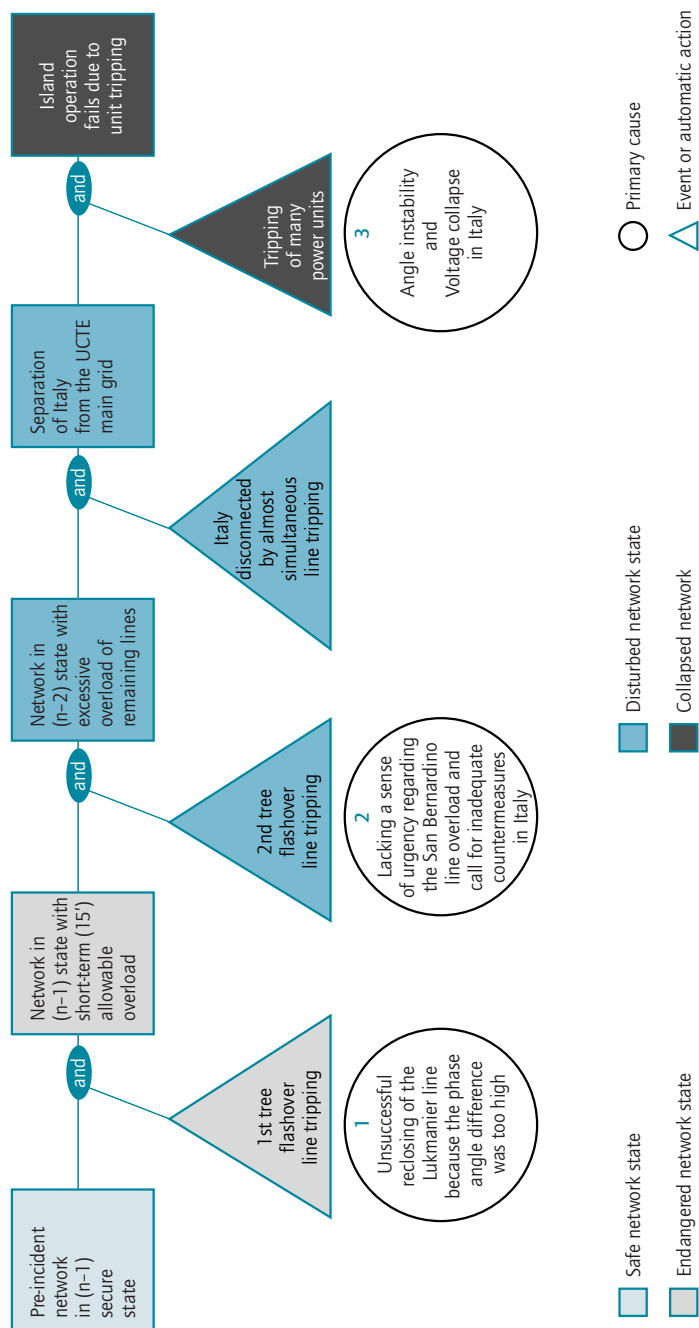 Pre-incident
network
in (n–1)
secure
state
and
Network in
(n–1) state with
short-term (15')
allowable
overload
and
Network in
(n–2) state with
excessive
overload of
remaining lines
and
Separation
of Italy
from the UCTE
main grid
and
Island
operation
fails due to
unit tripping
1st tree
flashover
line tripping
2nd tree
flashover
line tripping
Italy
disconnected
by almost
simultaneous
line tripping
Tripping
of many
power units
1
Unsuccessful
reclosing of the
Lukmanier line
because the phase
angle difference
was too high
2
Lacking a sense
of urgency regarding
the San Bernardino
line overload and
call for inadequate
countermeasures
in Italy
3
Angle instability
and
Voltage collapse
in Italy
Safe network state
Endangered network state
Disturbed network state
Collapsed network
Primary cause
Event or automatic action